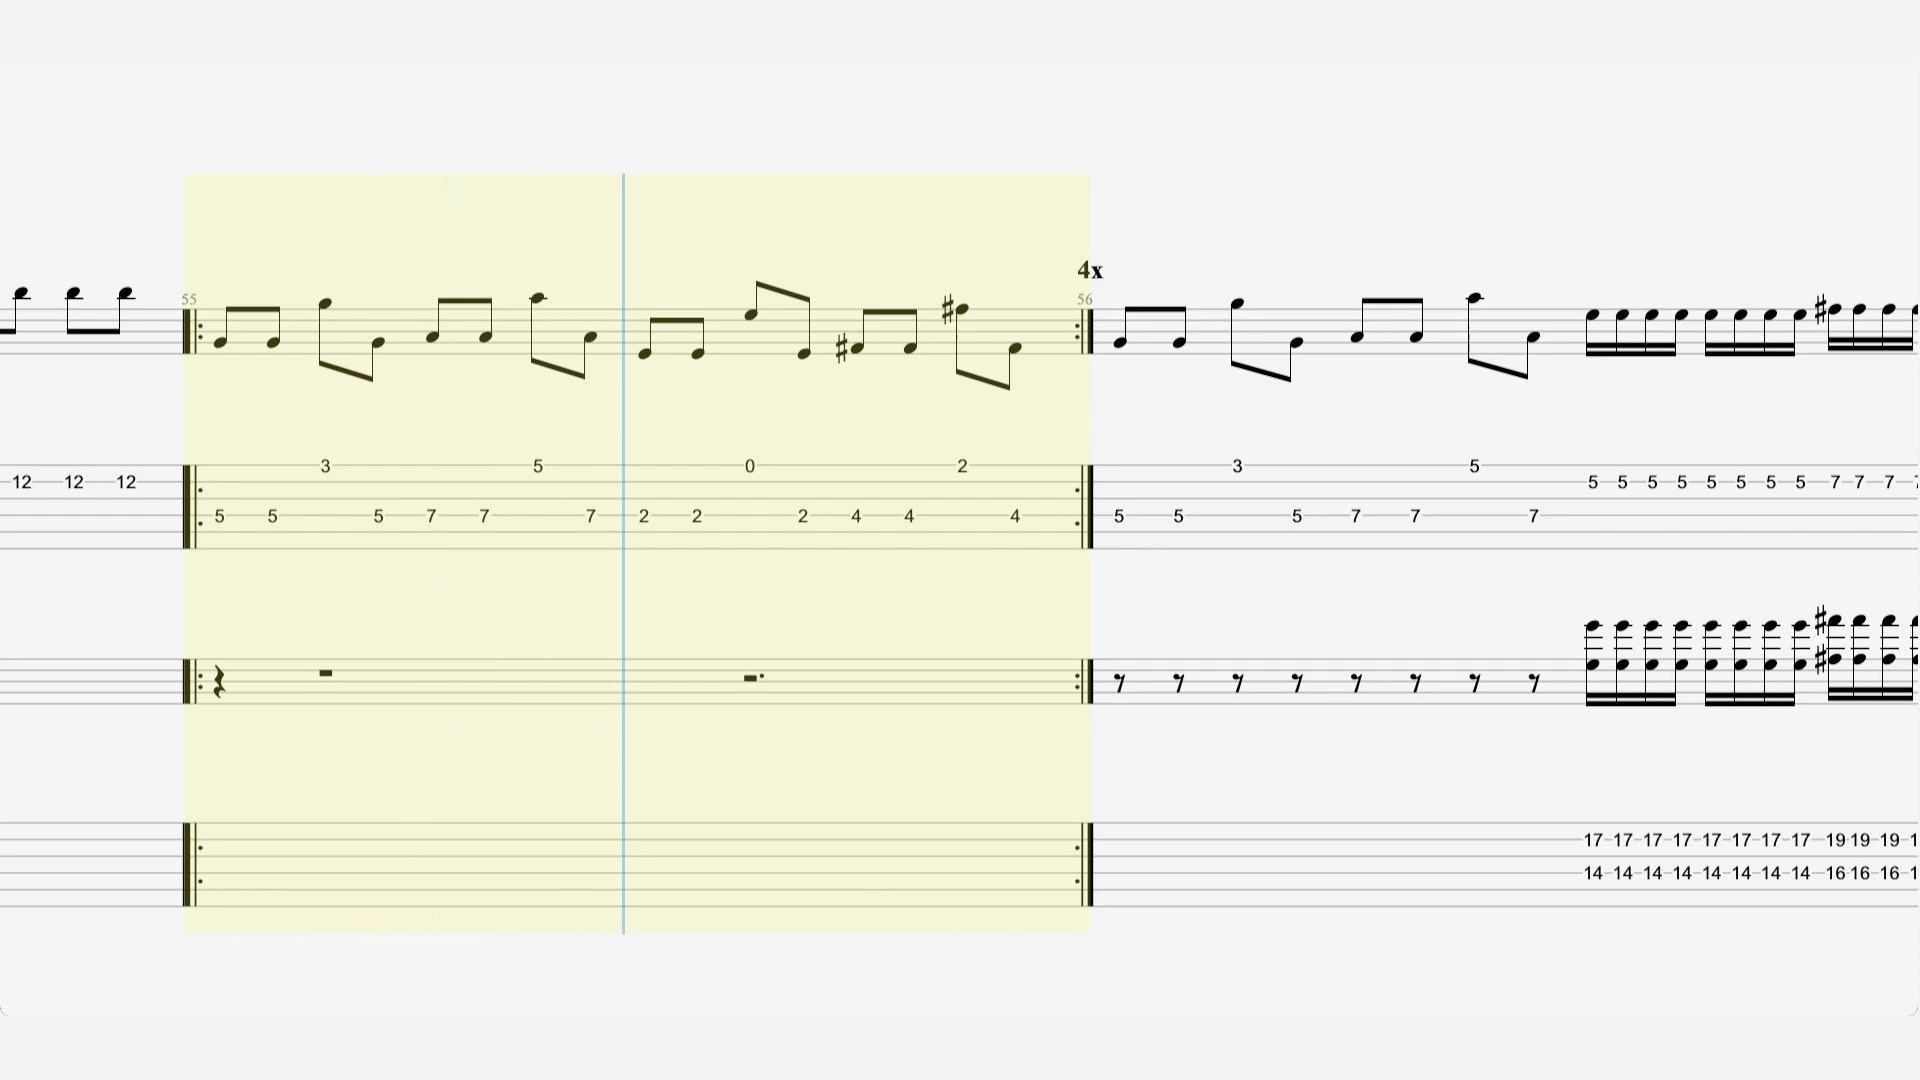 4x
55
56
3 5 0 2 3 5
12 12 12 5 5 5 5 5 5 5 5 7 7 7 7
5 5 5 7 7 7 2 2 2 4 4 4 5 5 5 7 7 7
17 17 17 17 17 17 17 17 19 19 19 1
14 14 14 14 14 14 14 14 16 16 16 1